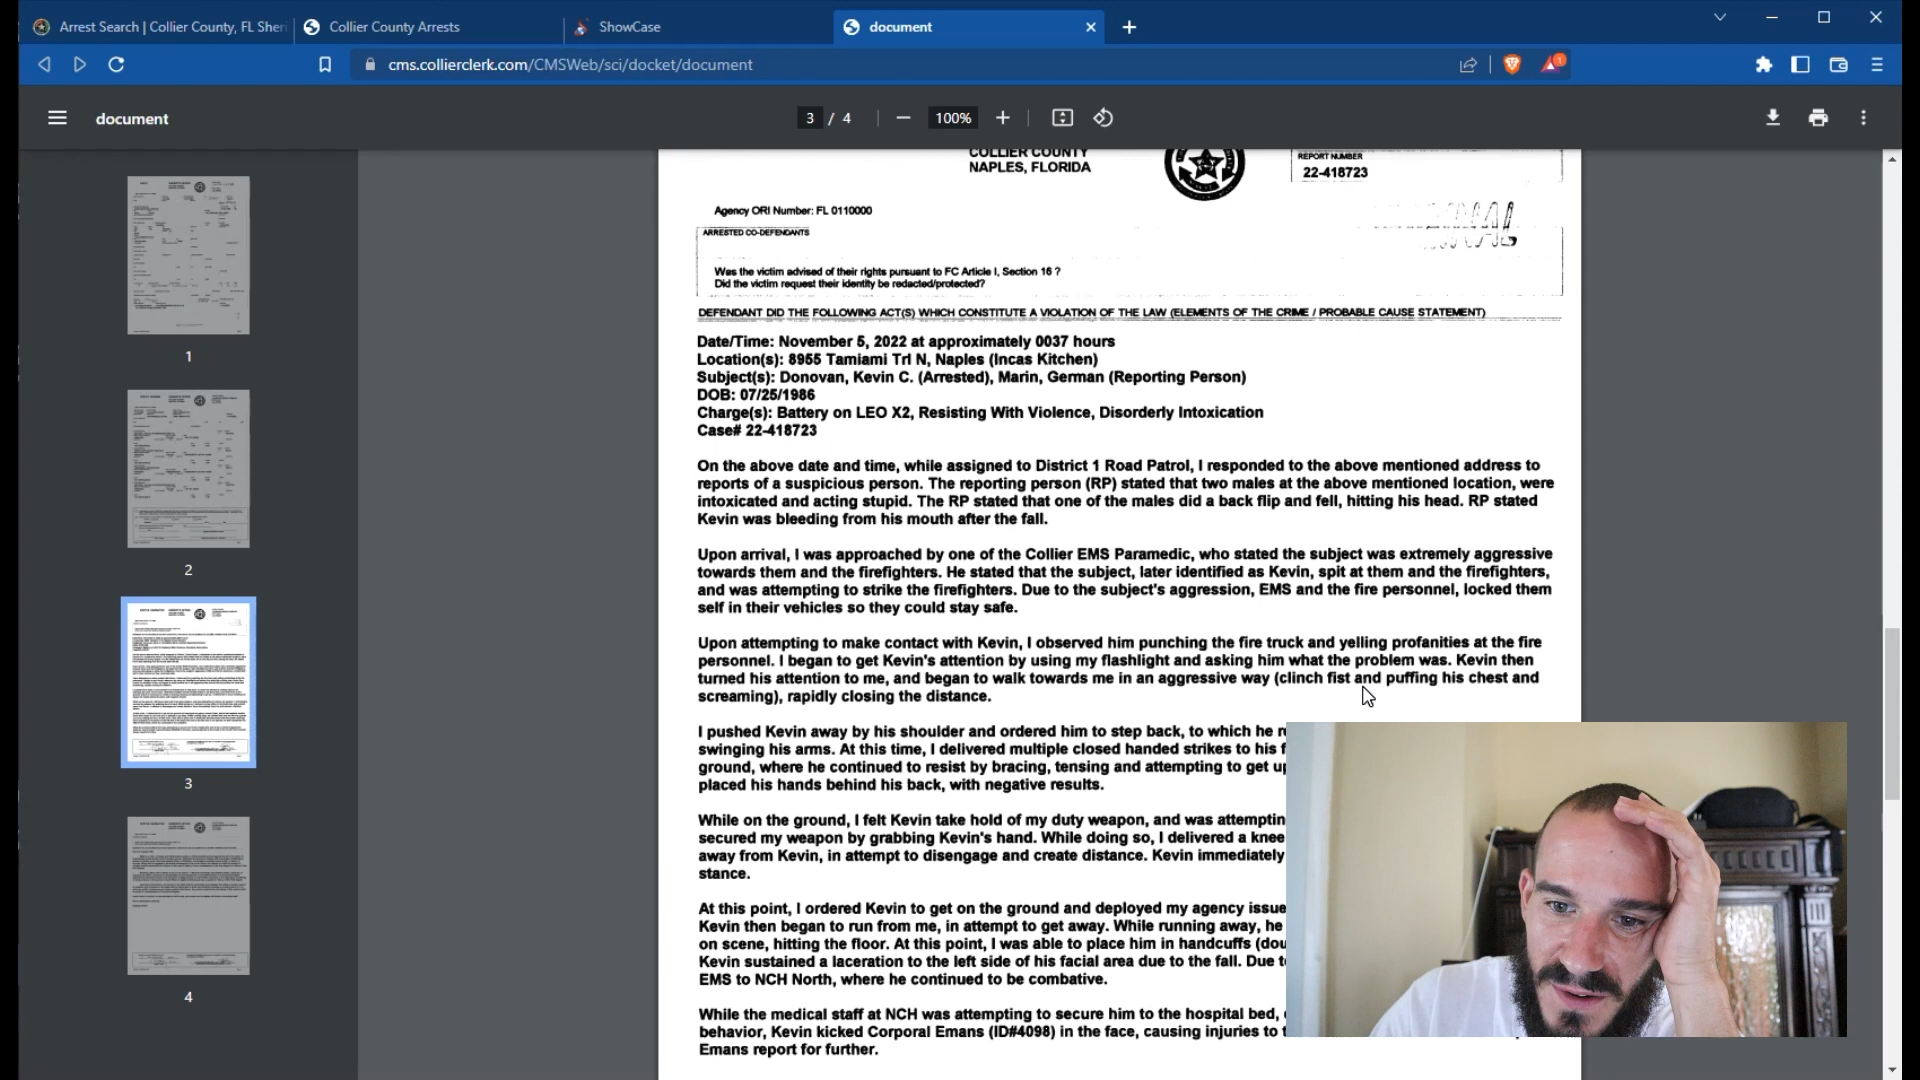 Arrest Search | Collier County, FL Sher
Collier County Arrests
ShowCase
document
cms.collierclerk.com/CMSWeb/sci/docket/document
1
document
3 / 4
100%
COLLIER COUNTY
NAPLES, FLORIDA
REPORT NUMBER
22-418723
Agency ORI Number: FL 0110000
ARRESTED CO-DEFENDANTS
Was the victim advised of their rights pursuant to FC Article I, Section 16 ?
Did the victim request their identity be redacted/protected?
DEFENDANT DID THE FOLLOWING ACT(S) WHICH CONSTITUTE A VIOLATION OF THE LAW (ELEMENTS OF THE CRIME / PROBABLE CAUSE STATEMENT)
Date/Time: November 5, 2022 at approximately 0037 hours
Location(s): 8955 Tamiami Trl N, Naples (Incas Kitchen)
Subject(s): Donovan, Kevin C. (Arrested), Marin, German (Reporting Person)
DOB: 07/25/1986
Charge(s): Battery on LEO X2, Resisting With Violence, Disorderly Intoxication
Case# 22-418723
On the above date and time, while assigned to District 1 Road Patrol, I responded to the above mentioned address to
reports of a suspicious person. The reporting person (RP) stated that two males at the above mentioned location, were
intoxicated and acting stupid. The RP stated that one of the males did a back flip and fell, hitting his head. RP stated
Kevin was bleeding from his mouth after the fall.
Upon arrival, I was approached by one of the Collier EMS Paramedic, who stated the subject was extremely aggressive
towards them and the firefighters. He stated that the subject, later identified as Kevin, spit at them and the firefighters,
and was attempting to strike the firefighters. Due to the subject's aggression, EMS and the fire personnel, locked them
self in their vehicles so they could stay safe.
Upon attempting to make contact with Kevin, I observed him punching the fire truck and yelling profanities at the fire
personnel. I began to get Kevin's attention by using my flashlight and asking him what the problem was. Kevin then
turned his attention to me, and began to walk towards me in an aggressive way (clinch fist and puffing his chest and
screaming), rapidly closing the distance.
I pushed Kevin away by his shoulder and ordered him to step back, to which he
swinging his arms. At this time, I delivered multiple closed handed strikes to his
ground, where he continued to resist by bracing, tensing and attempting to get up
placed his hands behind his back, with negative results.
While on the ground, I felt Kevin take hold of my duty weapon, and was attemptin
secured my weapon by grabbing Kevin's hand. While doing so, I delivered a knee
away from Kevin, in attempt to disengage and create distance. Kevin immediately
stance.
At this point, I ordered Kevin to get on the ground and deployed my agency issue
Kevin then began to run from me, in attempt to get away. While running away, he
on scene, hitting the floor. At this point, I was able to place him in handcuffs (dou
Kevin sustained a laceration to the left side of his facial area due to the fall. Due t
EMS to NCH North, where he continued to be combative.
While the medical staff at NCH was attempting to secure him to the hospital bed,
behavior, Kevin kicked Corporal Emans (ID#4098) in the face, causing injuries to
Emans report for further.
1
2
3
4